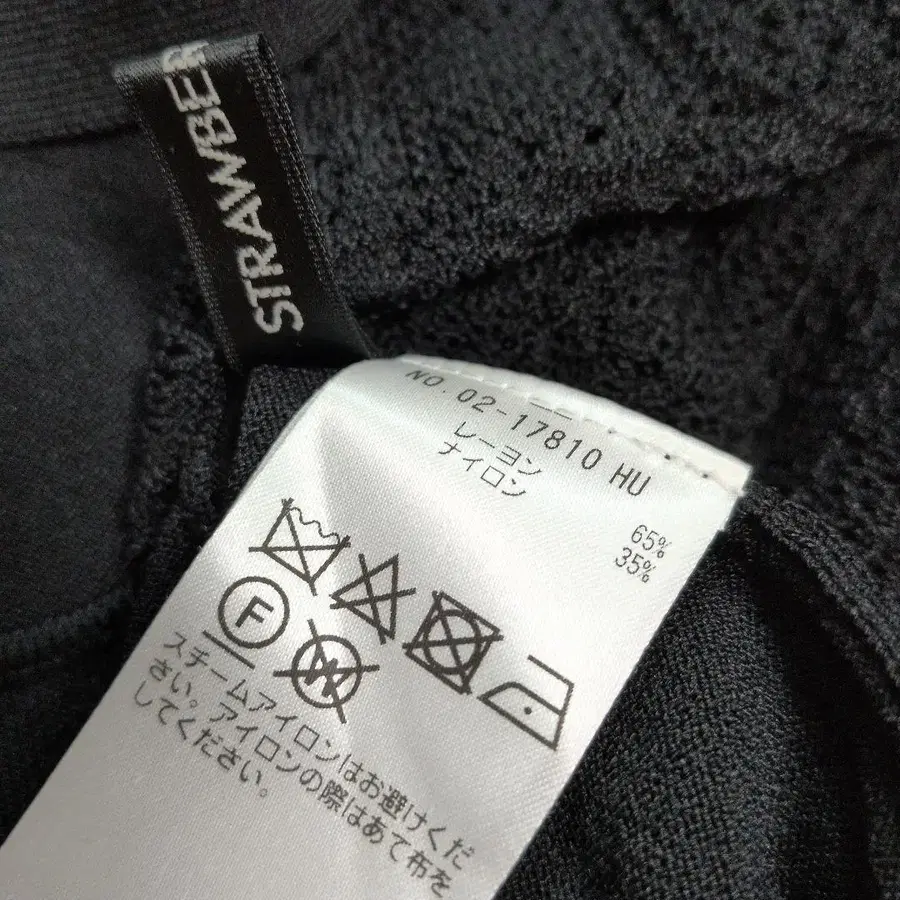 STRAWBER
NO. 02-17810 HU
レーヨン 65%
ナイロン 35%
F
W
スチームアイロンはお避けくだ
さい。アイロンの際はあて布を
してください。